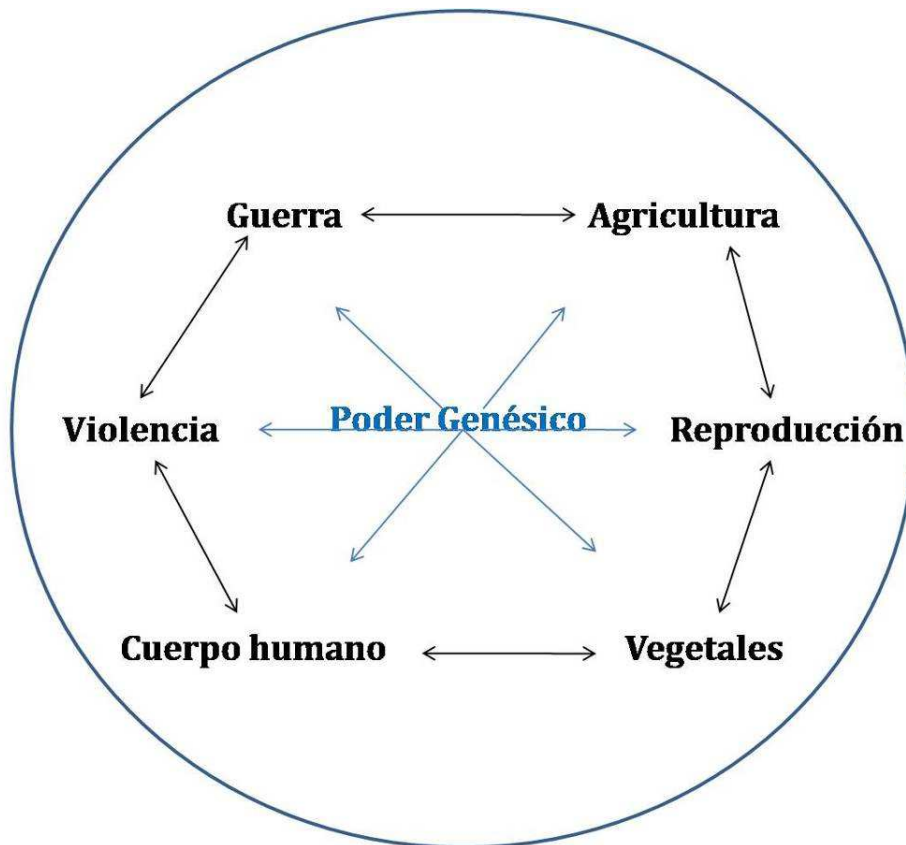 Guerra
Agricultura
Violencia
Poder Genésico
Reproducción
Cuerpo humano
Vegetales